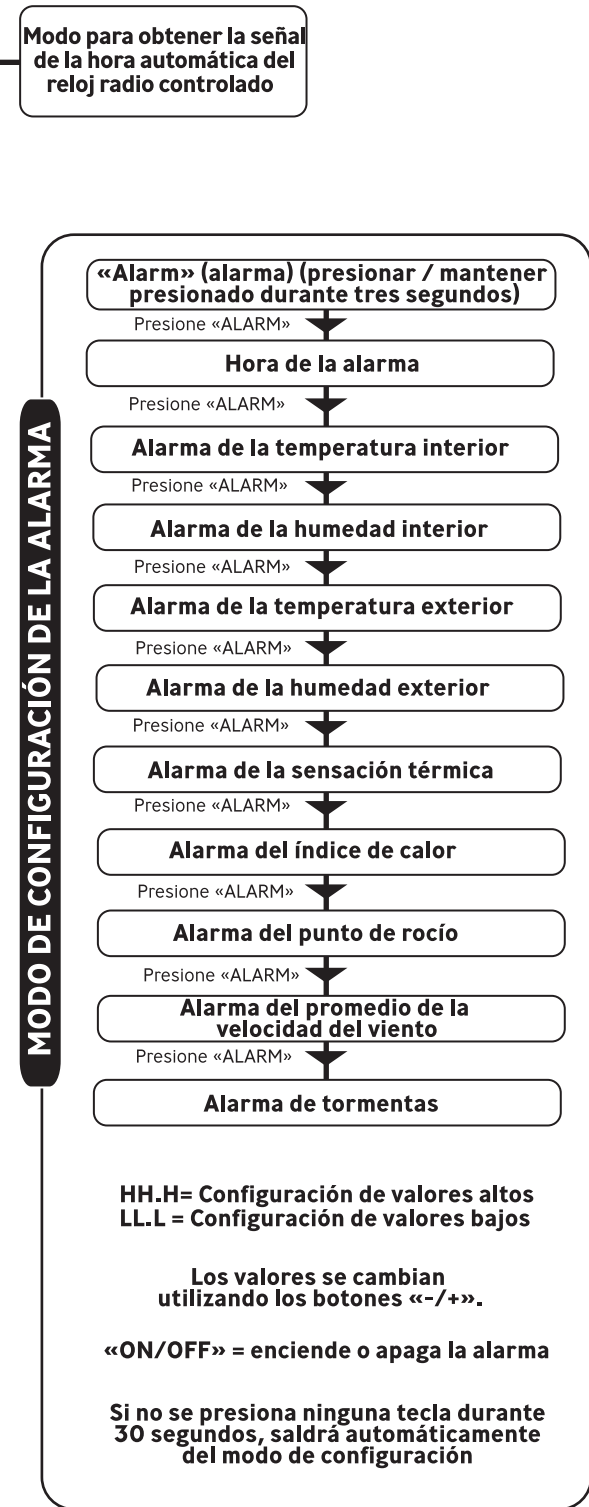 Modo para obtener la señal
de la hora automática del
reloj radio controlado
MODO DE CONFIGURACIÓN DE LA ALARMA
«Alarm» (alarma) (presionar / mantener
presionado durante tres segundos)
Presione «ALARM»
Hora de la alarma
Presione «ALARM»
Alarma de la temperatura interior
Presione «ALARM»
Alarma de la humedad interior
Presione «ALARM»
Alarma de la temperatura exterior
Presione «ALARM»
Alarma de la humedad exterior
Presione «ALARM»
Alarma de la sensación térmica
Presione «ALARM»
Alarma del índice de calor
Presione «ALARM»
Alarma del punto de rocío
Presione «ALARM»
Alarma del promedio de la
velocidad del viento
Presione «ALARM»
Alarma de tormentas
HH.H= Configuración de valores altos
LL.L = Configuración de valores bajos
Los valores se cambian
utilizando los botones «-/+».
«ON/OFF» = enciende o apaga la alarma
Si no se presiona ninguna tecla durante
30 segundos, saldrá automáticamente
del modo de configuración